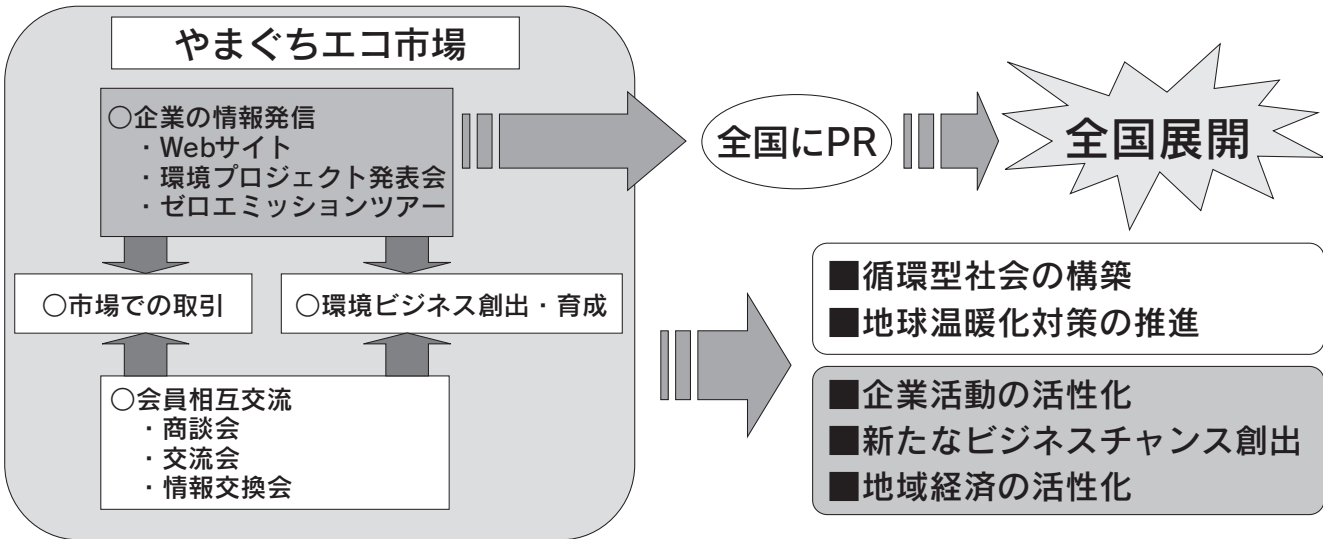 やまぐちエコ市場
○企業の情報発信
・Webサイト
・環境プロジェクト発表会
・ゼロエミッションツアー
○市場での取引
○環境ビジネス創出・育成
○会員相互交流
・商談会
・交流会
・情報交換会
全国にPR
全国展開
■循環型社会の構築
■地球温暖化対策の推進
■企業活動の活性化
■新たなビジネスチャンス創出
■地域経済の活性化